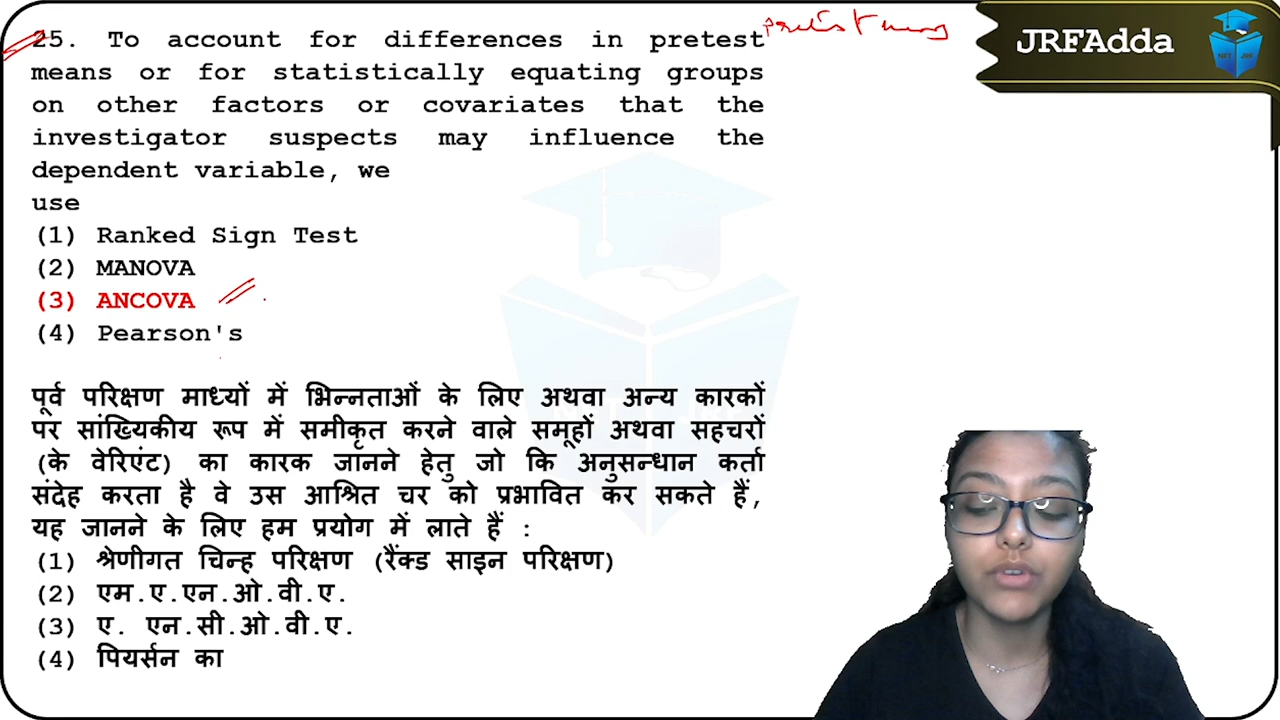 25. To account for differences in pretest
means or for statistically equating groups
on other factors or covariates that the
investigator suspects may influence the
dependent variable, we
use
(1) Ranked Sign Test
(2) MANOVA
(3) ANCOVA
(4) Pearson's
पूर्व परिक्षण माध्यों में भिन्नताओं के लिए अथवा अन्य कारकों
पर सांख्यिकीय रूप में समीकृत करने वाले समूहों अथवा सहचरों
(के वेरिएंट) का कारक जानने हेतु जो कि अनुसन्धान कर्ता
संदेह करता है वे उस आश्रित चर को प्रभावित कर सकते हैं,
यह जानने के लिए हम प्रयोग में लाते हैं :
(1) श्रेणीगत चिन्ह परिक्षण (रैंक्ड साइन परिक्षण)
(2) एम.ए.एन.ओ.वी.ए.
(3) ए. एन.सी.ओ.वी.ए.
(4) पियर्सन का
JRFAdda
NET JRF